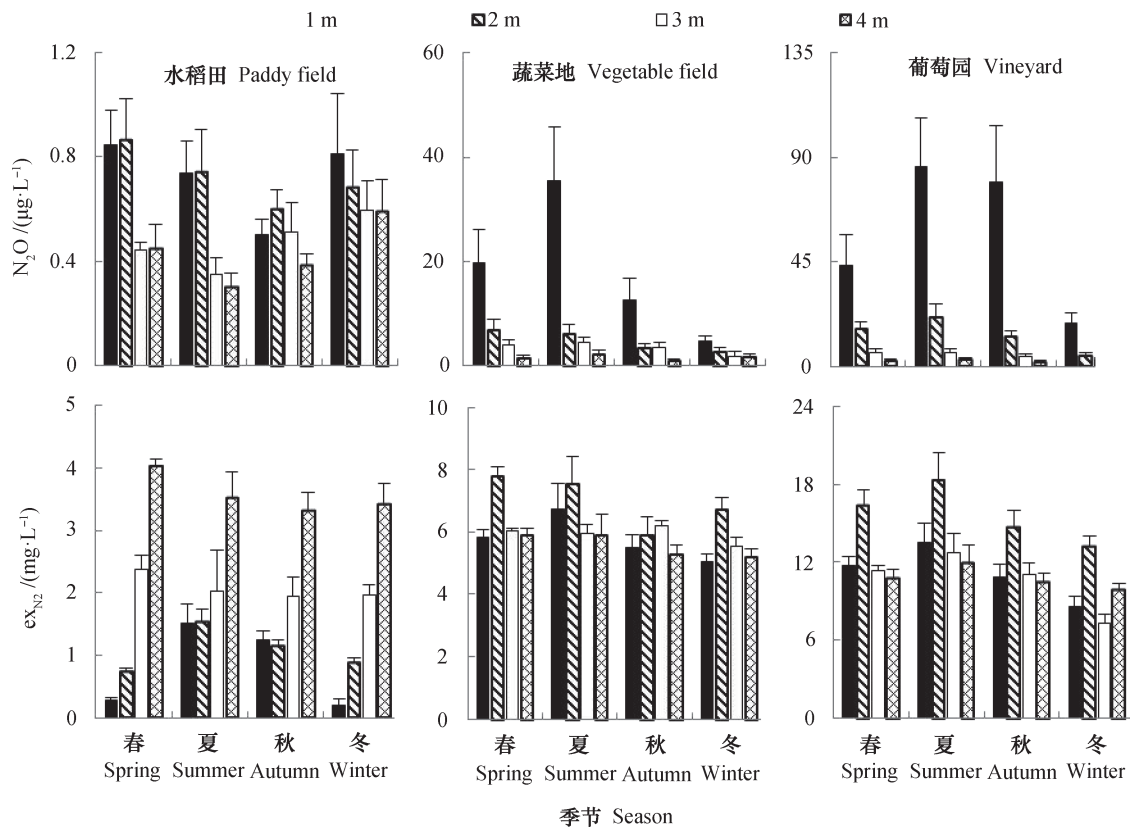 1 m 2 m 3 m 4 m
1.2
0.8
0.4
0
N₂O /(μg·L⁻¹)
水稻田 Paddy field
60
40
20
0
蔬菜地 Vegetable field
135
90
45
0
葡萄园 Vineyard
5
4
3
2
1
0
exN2 /(mg·L⁻¹)
10
8
6
4
2
0
24
18
12
6
0
春 夏 秋 冬
Spring Summer Autumn Winter
春 夏 秋 冬
Spring Summer Autumn Winter
春 夏 秋 冬
Spring Summer Autumn Winter
季节 Season